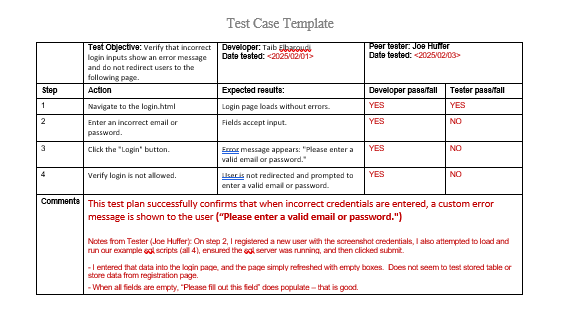 Test Case Template
Test Objective: Verify that incorrect login inputs show an error message and do not redirect users to the following page.
Developer: Taib Elbaroudi
Date tested: <2025/02/01>
Peer tester: Joe Huffer
Date tested: <2025/02/03>
Step Action Expected results: Developer pass/fail Tester pass/fail
1 Navigate to the login.html Login page loads without errors. YES YES
2 Enter an incorrect email or password. Fields accept input. YES NO
3 Click the "Login" button. Error message appears: "Please enter a valid email or password." YES NO
4 Verify login is not allowed. User is not redirected and prompted to enter a valid email or password. YES NO
Comments
This test plan successfully confirms that when incorrect credentials are entered, a custom error
message is shown to the user ("Please enter a valid email or password.")
Notes from Tester (Joe Huffer): On step 2, I registered a new user with the screenshot credentials, I also attempted to load and
run our example sql scripts (all 4), ensured the sql server was running, and then clicked submit.
- I entered that data into the login page, and the page simply refreshed with empty boxes. Does not seem to test stored table or
store data from registration page.
- When all fields are empty, "Please fill out this field" does populate – that is good.